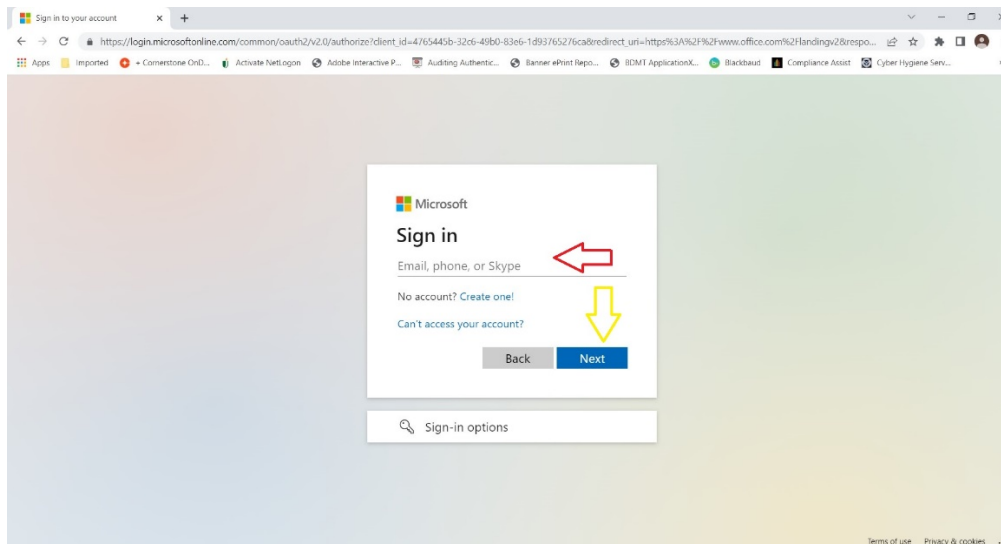 Sign in to your account
https://login.microsoftonline.com/common/oauth2/v2.0/authorize?client_id=4765445b-32c6-49b0-83e6-1d93765276ca&redirect_uri=https%3A%2F%2Fwww.office.com%2Flandingv2&respo...
Apps Imported + Cornerstone OnD... Activate NetLogon Adobe Interactive P... Auditing Authentic... Banner ePrint Repo... BDMT ApplicationX... Blackbaud Compliance Assist Cyber Hygiene Serv...
Microsoft
Sign in
Email, phone, or Skype
No account? Create one!
Can't access your account?
Back Next
Sign-in options
Terms of use Privacy & cookies